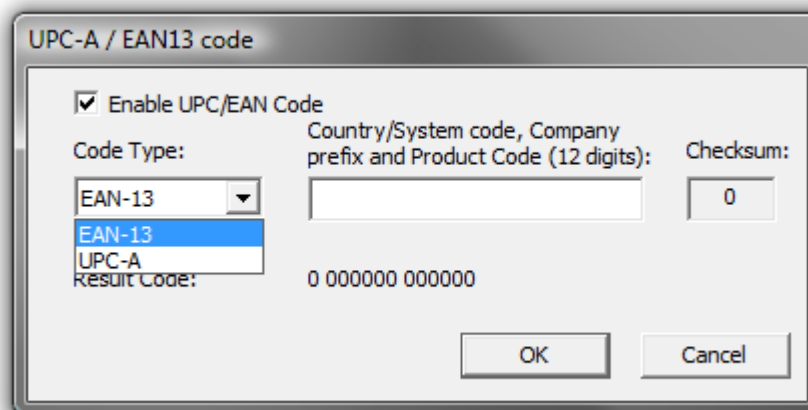 UPC-A / EAN13 code
Enable UPC/EAN Code
Code Type:
Country/System code, Company
prefix and Product Code (12 digits):
Checksum:
EAN-13
0
EAN-13
UPC-A
Result Code:
0 000000 000000
OK
Cancel